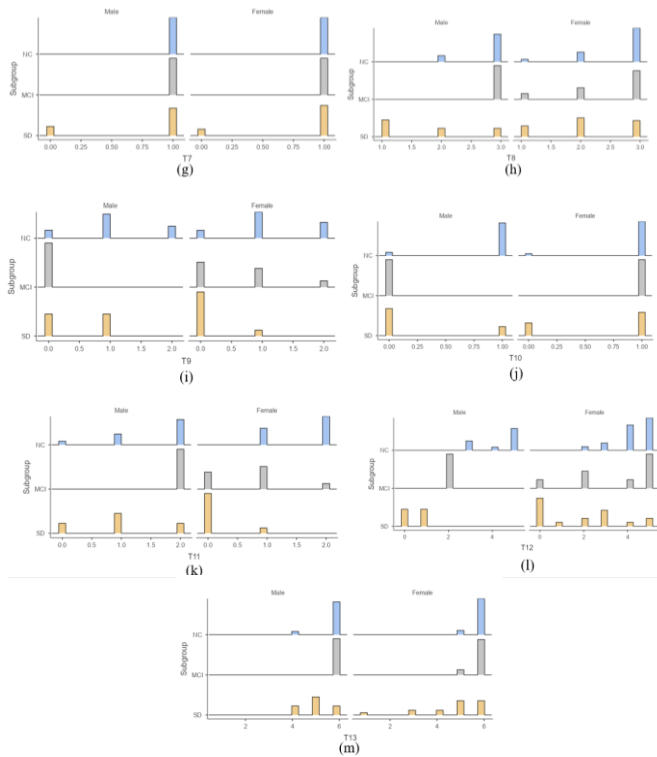 Male Female
NC
MCI
SD
Subgroup
0.00 0.25 0.50 0.75 1.00 0.00 0.25 0.50 0.75 1.00
T7
(g)
Male Female
NC
MCI
SD
Subgroup
1.0 1.5 2.0 2.5 3.0 1.0 1.5 2.0 2.5 3.0
T8
(h)
Male Female
NC
MCI
SD
Subgroup
0.0 0.5 1.0 1.5 2.0 0.0 0.5 1.0 1.5 2.0
T9
(i)
Male Female
NC
MCI
SD
Subgroup
0.00 0.25 0.50 0.75 1.00 0.00 0.25 0.50 0.75 1.00
T10
(j)
Male Female
NC
MCI
SD
Subgroup
0.0 0.5 1.0 1.5 2.0 0.0 0.5 1.0 1.5 2.0
T11
(k)
Male Female
NC
MCI
SD
Subgroup
0 2 4 0 2 4
T12
(l)
Male Female
NC
MCI
SD
Subgroup
2 4 6 2 4 6
T13
(m)